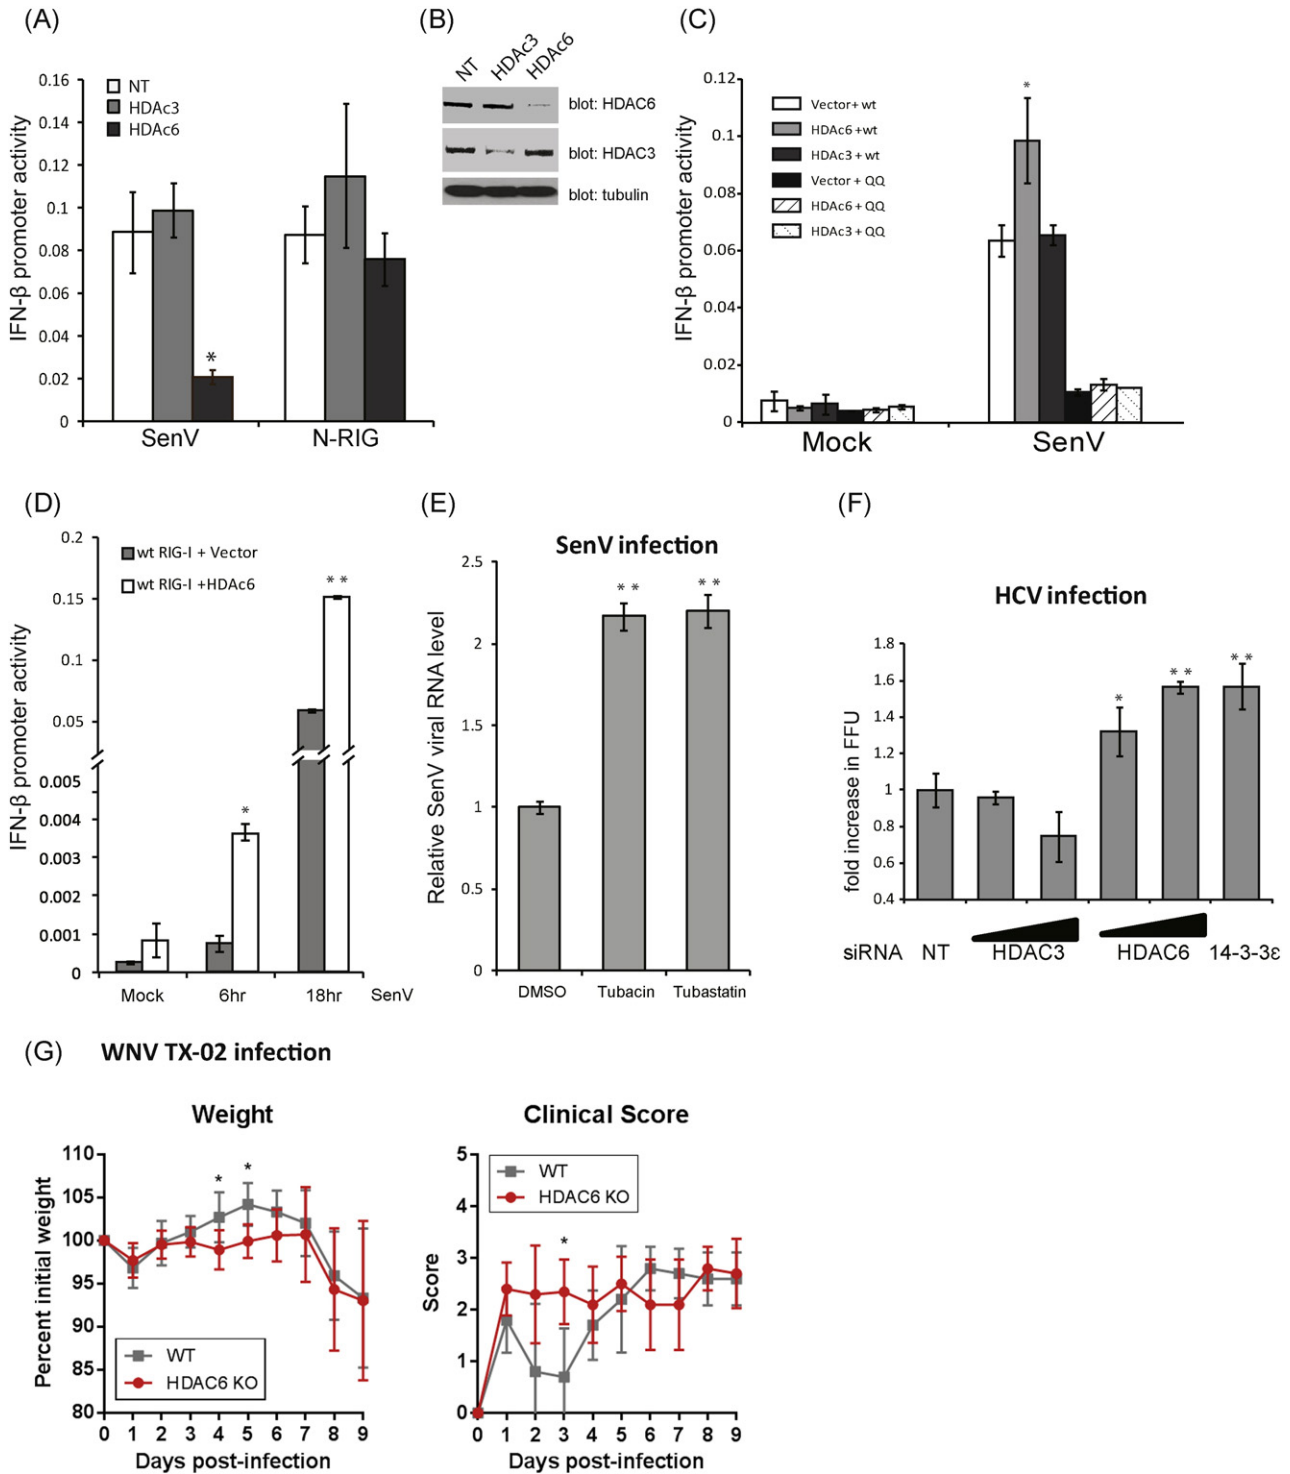 (A)
IFN-β promoter activity
0.16
0.14
0.12
0.1
0.08
0.06
0.04
0.02
0
NT
HDAc3
HDAc6
*
SenV N-RIG
(B)
NT HDAc3 HDAc6
blot: HDAC6
blot: HDAC3
blot: tubulin
(C)
IFN-β promoter activity
0.12
0.1
0.08
0.06
0.04
0.02
0
Vector+ wt
HDAc6 +wt
HDAc3 + wt
Vector + QQ
HDAc6 + QQ
HDAc3 + QQ
*
Mock SenV
(D)
IFN-β promoter activity
0.2
0.15
0.1
0.05
0.005
0.004
0.003
0.002
0.001
0
wt RIG-I + Vector
wt RIG-I +HDAc6
* *
*
Mock 6hr 18hr SenV
(E)
SenV infection
Relative SenV viral RNA level
2.5
2
1.5
1
0.5
0
* * * *
DMSO Tubacin Tubastatin
(F)
HCV infection
fold increase in FFU
1.8
1.6
1.4
1.2
1
0.8
0.6
0.4
* * * * *
siRNA NT HDAC3 HDAC6 14-3-3ε
(G) WNV TX-02 infection
Weight
Percent initial weight
110
105
100
95
90
85
80
* *
WT
HDAC6 KO
0 1 2 3 4 5 6 7 8 9
Days post-infection
Clinical Score
Score
5
4
3
2
1
0
WT
HDAC6 KO
*
0 1 2 3 4 5 6 7 8 9
Days post-infection